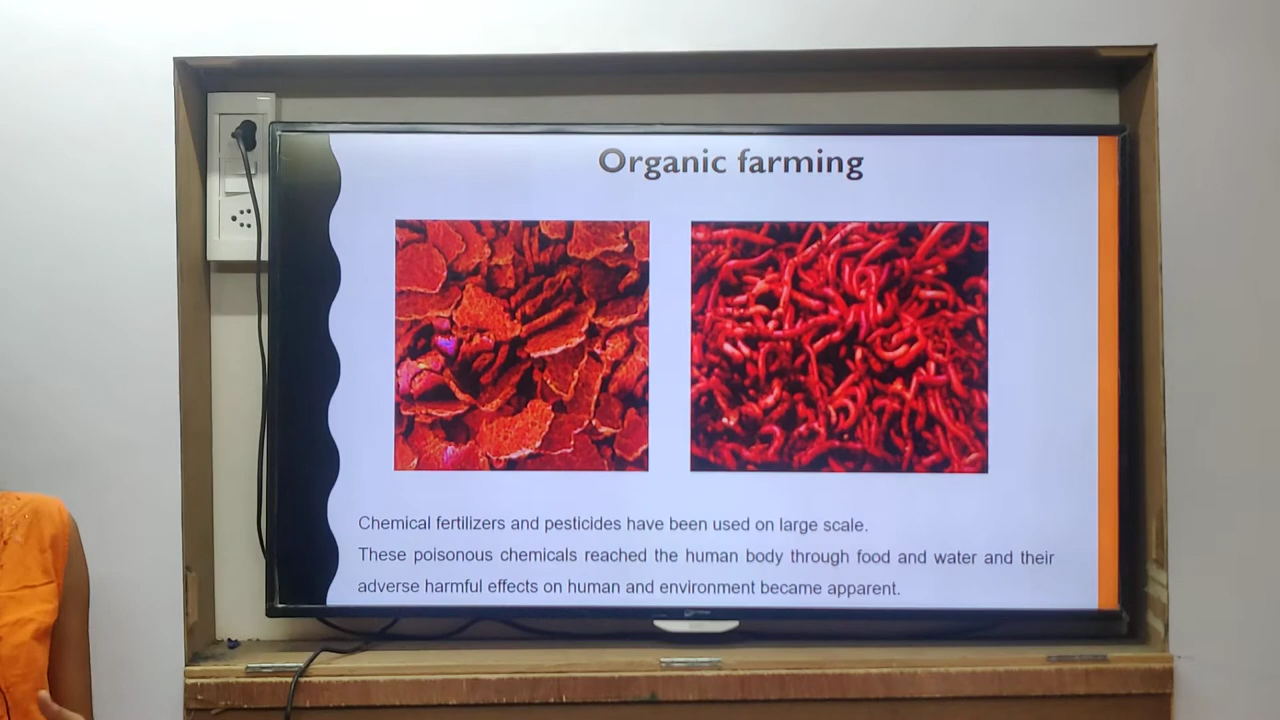 Organic farming
Chemical fertilizers and pesticides have been used on large scale.
These poisonous chemicals reached the human body through food and water and their
adverse harmful effects on human and environment became apparent.